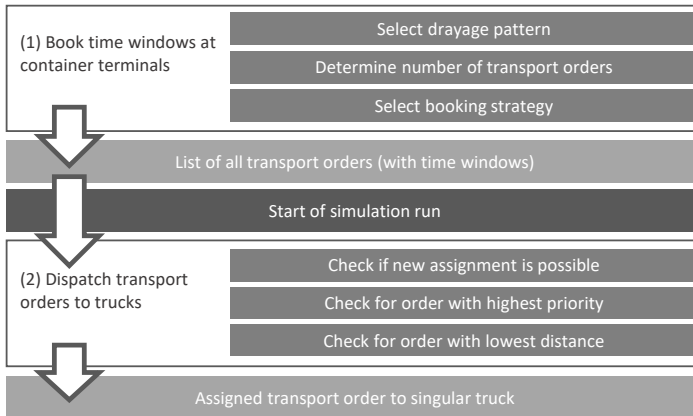 (1) Book time windows at
container terminals
Select drayage pattern
Determine number of transport orders
Select booking strategy
List of all transport orders (with time windows)
Start of simulation run
(2) Dispatch transport
orders to trucks
Check if new assignment is possible
Check for order with highest priority
Check for order with lowest distance
Assigned transport order to singular truck